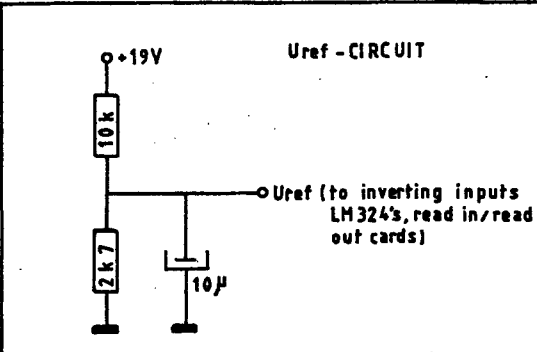 Uref - CIRCUIT
+19V
10k
Uref (to inverting inputs
LM324's, read in/read
out cards)
2k7
10µ